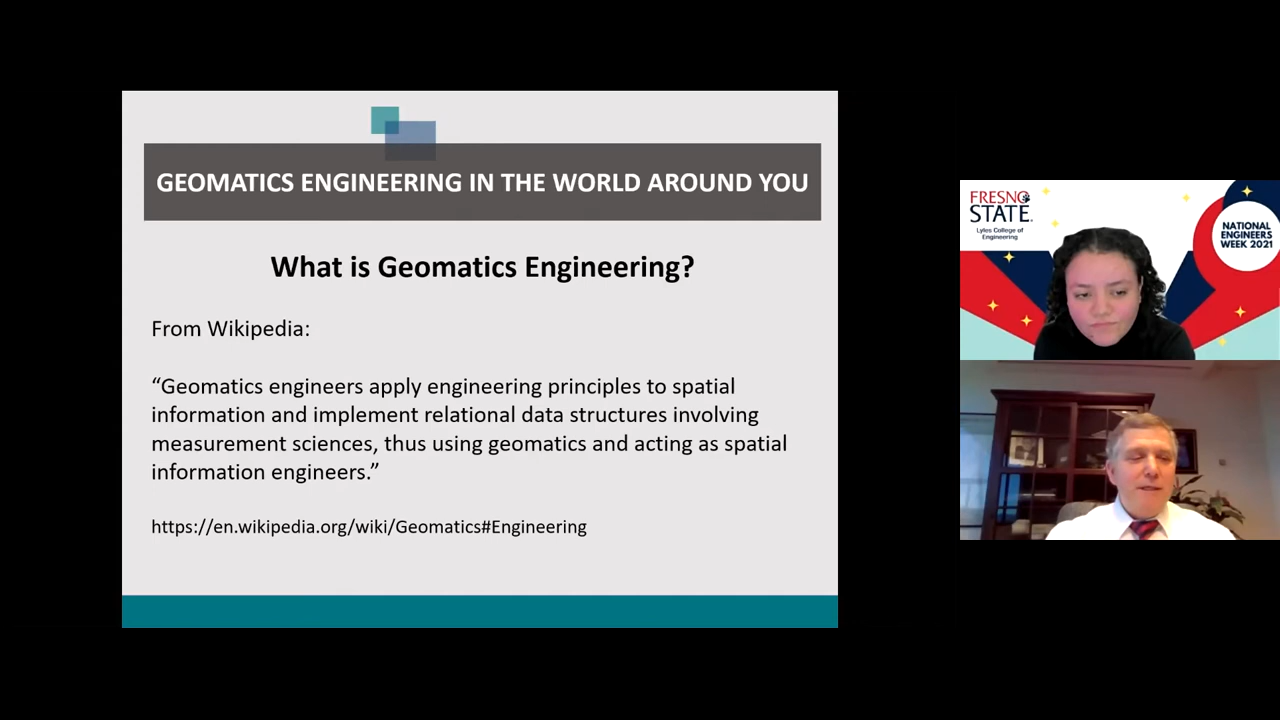 GEOMATICS ENGINEERING IN THE WORLD AROUND YOU
What is Geomatics Engineering?
From Wikipedia:
“Geomatics engineers apply engineering principles to spatial
information and implement relational data structures involving
measurement sciences, thus using geomatics and acting as spatial
information engineers.”
https://en.wikipedia.org/wiki/Geomatics#Engineering
FRESNO
STATE
Lyles College of
Engineering
NATIONAL
ENGINEERS
WEEK 2021